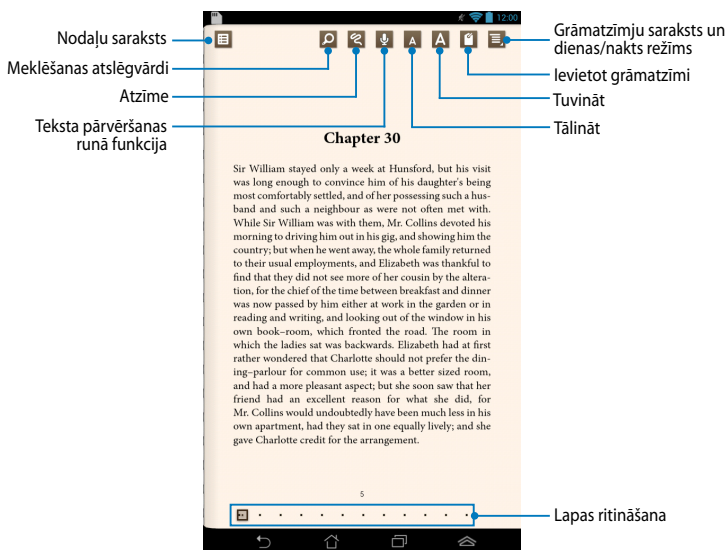 12:00
Nodaļu saraksts
Meklēšanas atslēgvārdi
Atzīme
Teksta pārvēršanas
runā funkcija
Grāmatzīmju saraksts un
dienas/nakts režīms
Ievietot grāmatzīmi
Tuvināt
Tālināt
A A
Chapter 30
Sir William stayed only a week at Hunsford, but his visit
was long enough to convince him of his daughter's being
most comfortably settled, and of her possessing such a hus-
band and such a neighbour as were not often met with.
While Sir William was with them, Mr. Collins devoted his
morning to driving him out in his gig, and showing him the
country; but when he went away, the whole family returned
to their usual employments, and Elizabeth was thankful to
find that they did not see more of her cousin by the altera-
tion, for the chief of the time between breakfast and dinner
was now passed by him either at work in the garden or in
reading and writing, and looking out of the window in his
own book–room, which fronted the road. The room in
which the ladies sat was backwards. Elizabeth had at first
rather wondered that Charlotte should not prefer the din-
ing–parlour for common use; it was a better sized room,
and had a more pleasant aspect; but she soon saw that her
friend had an excellent reason for what she did, for
Mr. Collins would undoubtedly have been much less in his
own apartment, had they sat in one equally lively; and she
gave Charlotte credit for the arrangement.
5
Lapas ritināšana